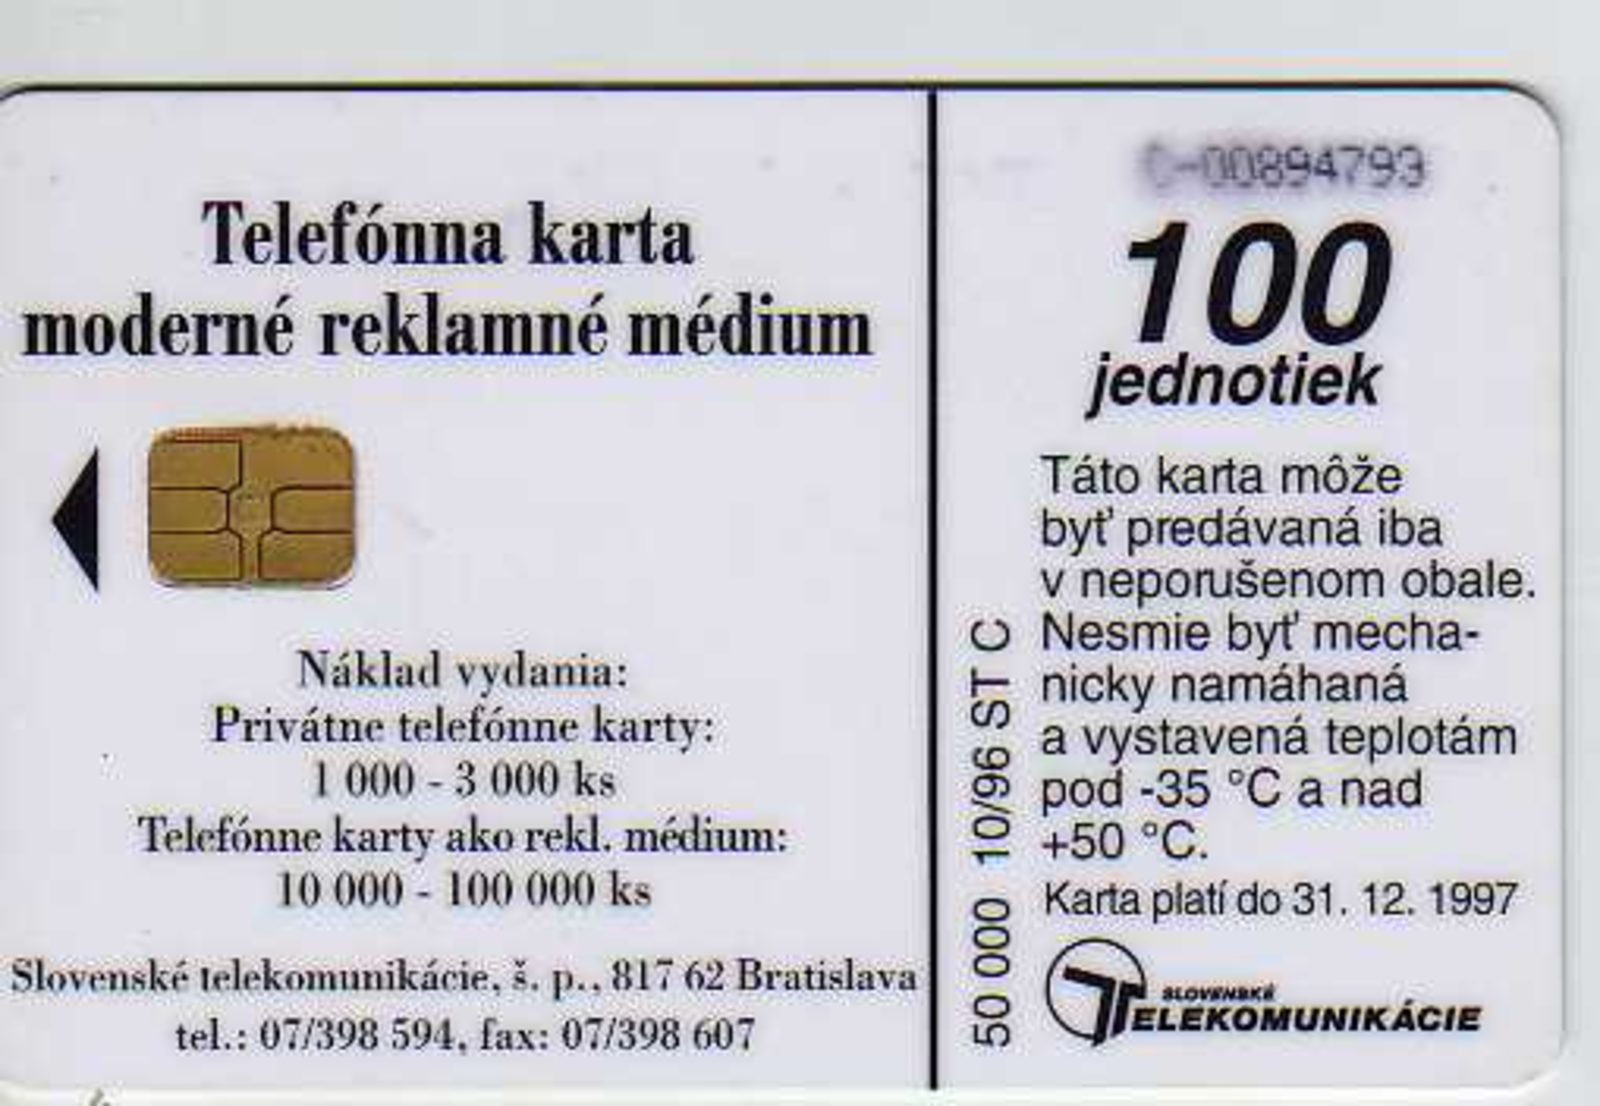 Telefónna karta
moderné reklamné médium
Náklad vydania:
Privátne telefónne karty:
1 000 - 3 000 ks
Telefónne karty ako rekl. médium:
10 000 - 100 000 ks
Slovenské telekomunikácie, š. p., 817 62 Bratislava
tel.: 07/398 594, fax: 07/398 607
50 000 10/96 ST C
C-00894793
100
jednotiek
Táto karta môže
byť predávaná iba
v neporušenom obale.
Nesmie byť mecha-
nicky namáhaná
a vystavená teplotám
pod -35 °C a nad
+50 °C.
Karta platí do 31. 12. 1997
SLOVENSKÉ
TELEKOMUNIKÁCIE